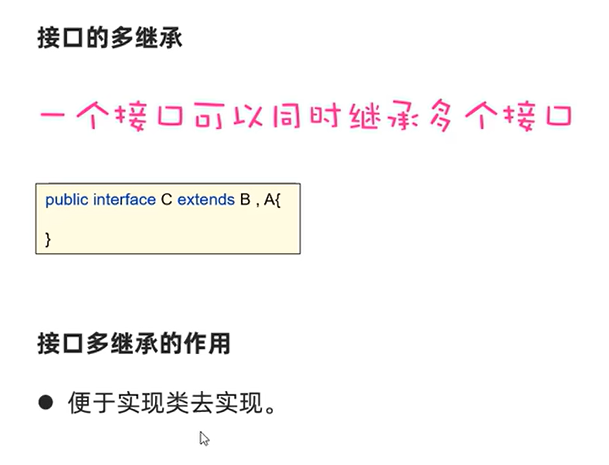 接口的多继承
一个接口可以同时继承多个接口
public interface C extends B , A{
}
接口多继承的作用
● 便于实现类去实现。